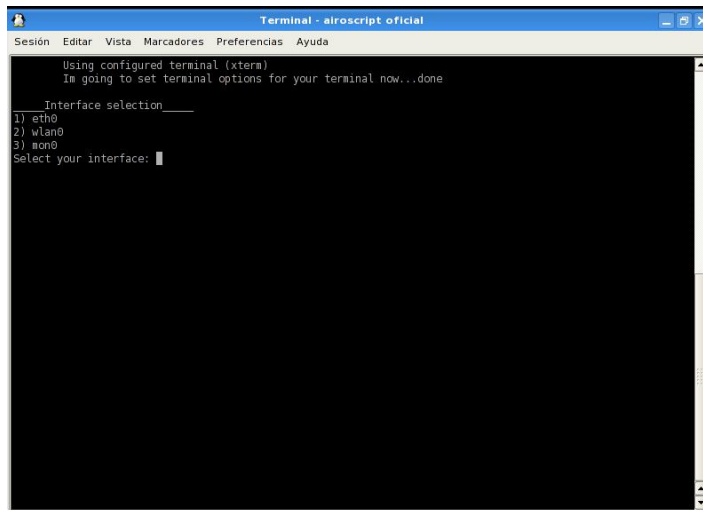 Terminal - airoscript oficial
Sesión Editar Vista Marcadores Preferencias Ayuda
Using configured terminal (xterm)
Im going to set terminal options for your terminal now...done
_____Interface selection_____
1) eth0
2) wlan0
3) mon0
Select your interface: